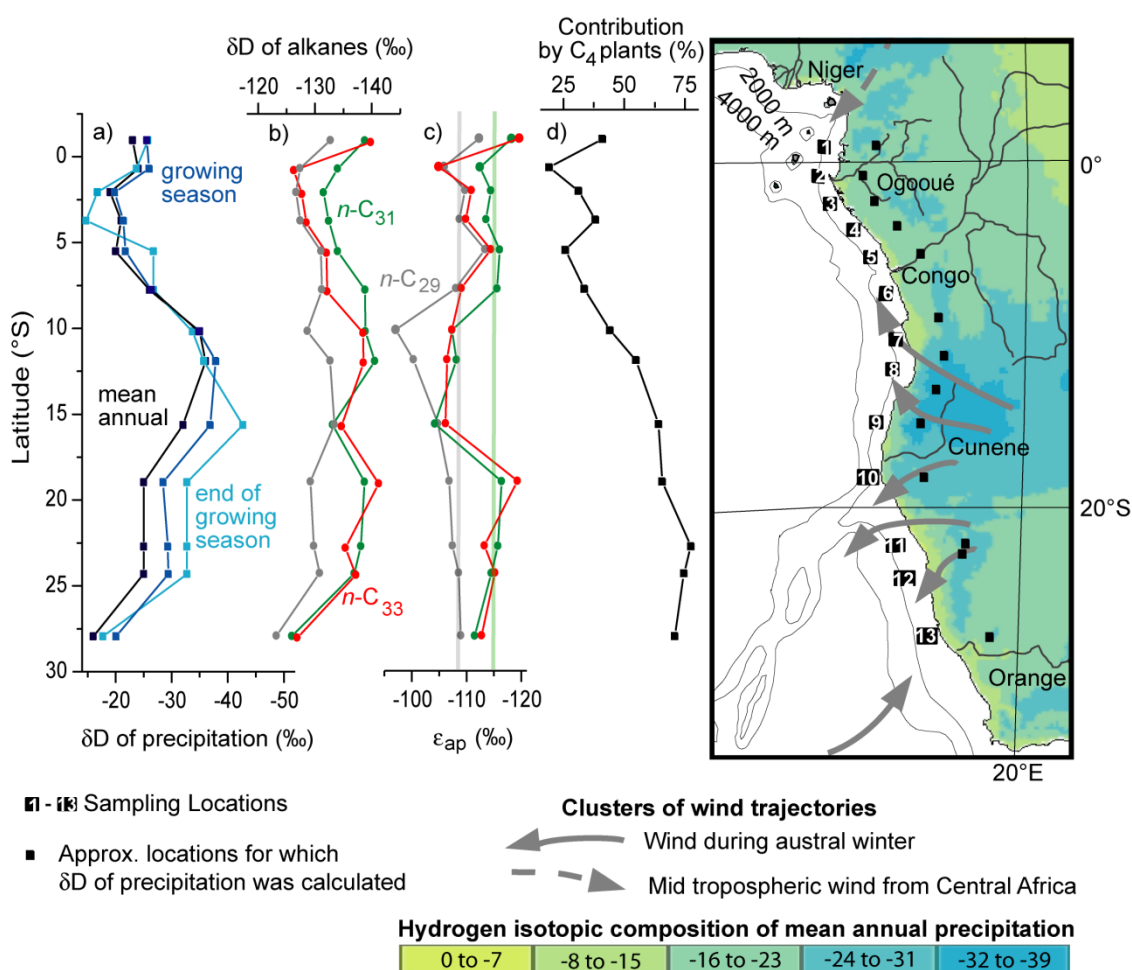 δD of alkanes (‰)
-120 -130 -140
Contribution
by C4 plants (%)
25 50 75
a) b) c) d)
growing
season
n-C31
n-C29
mean
annual
end of
growing
season
n-C33
Latitude (°S)
0
5
10
15
20
25
30
-20 -30 -40 -50
δD of precipitation (‰)
-100 -110 -120
εap (‰)
Niger
2000 m
4000 m
1
2
3
4
5
6
7
8
9
10
11
12
13
Ogooué
Congo
Cunene
Orange
0°
20°S
20°E
1 - 13 Sampling Locations
Approx. locations for which
δD of precipitation was calculated
Clusters of wind trajectories
Wind during austral winter
Mid tropospheric wind from Central Africa
Hydrogen isotopic composition of mean annual precipitation
0 to -7 -8 to -15 -16 to -23 -24 to -31 -32 to -39